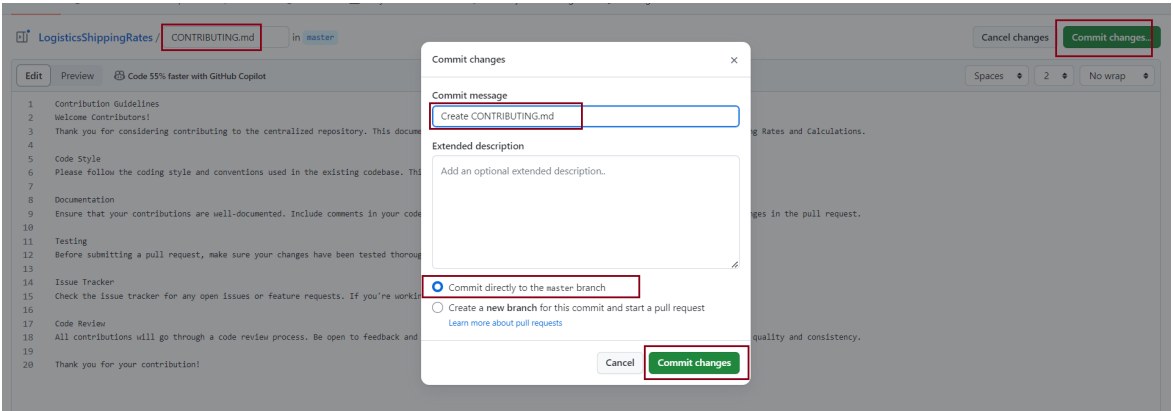 LogisticsShippingRates / CONTRIBUTING.md in master
Cancel changes Commit changes...
Edit Preview Code 55% faster with GitHub Copilot
Spaces 2 No wrap
1 Contribution Guidelines
2 Welcome Contributors!
3 Thank you for considering contributing to the centralized repository. This docume
ng Rates and Calculations.
4
5 Code Style
6 Please follow the coding style and conventions used in the existing codebase. Thi
7
8 Documentation
9 Ensure that your contributions are well-documented. Include comments in your code
ges in the pull request.
10
11 Testing
12 Before submitting a pull request, make sure your changes have been tested thoroug
13
14 Issue Tracker
15 Check the issue tracker for any open issues or feature requests. If you're workin
16
17 Code Review
18 All contributions will go through a code review process. Be open to feedback and
quality and consistency.
19
20 Thank you for your contribution!
Commit changes
Commit message
Create CONTRIBUTING.md
Extended description
Add an optional extended description..
Commit directly to the master branch
Create a new branch for this commit and start a pull request
Learn more about pull requests
Cancel Commit changes